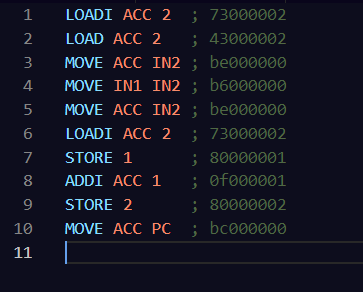 1 LOADI ACC 2 ; 73000002
2 LOAD ACC 2 ; 43000002
3 MOVE ACC IN2 ; be000000
4 MOVE IN1 IN2 ; b6000000
5 MOVE ACC IN2 ; be000000
6 LOADI ACC 2 ; 73000002
7 STORE 1 ; 80000001
8 ADDI ACC 1 ; 0f000001
9 STORE 2 ; 80000002
10 MOVE ACC PC ; bc000000
11